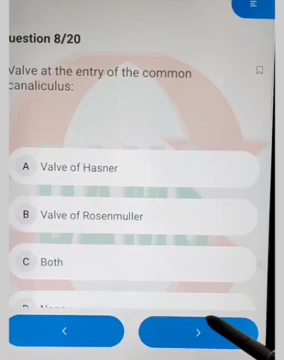 uestion 8/20
Valve at the entry of the common
canaliculus:
A Valve of Hasner
B Valve of Rosenmuller
C Both